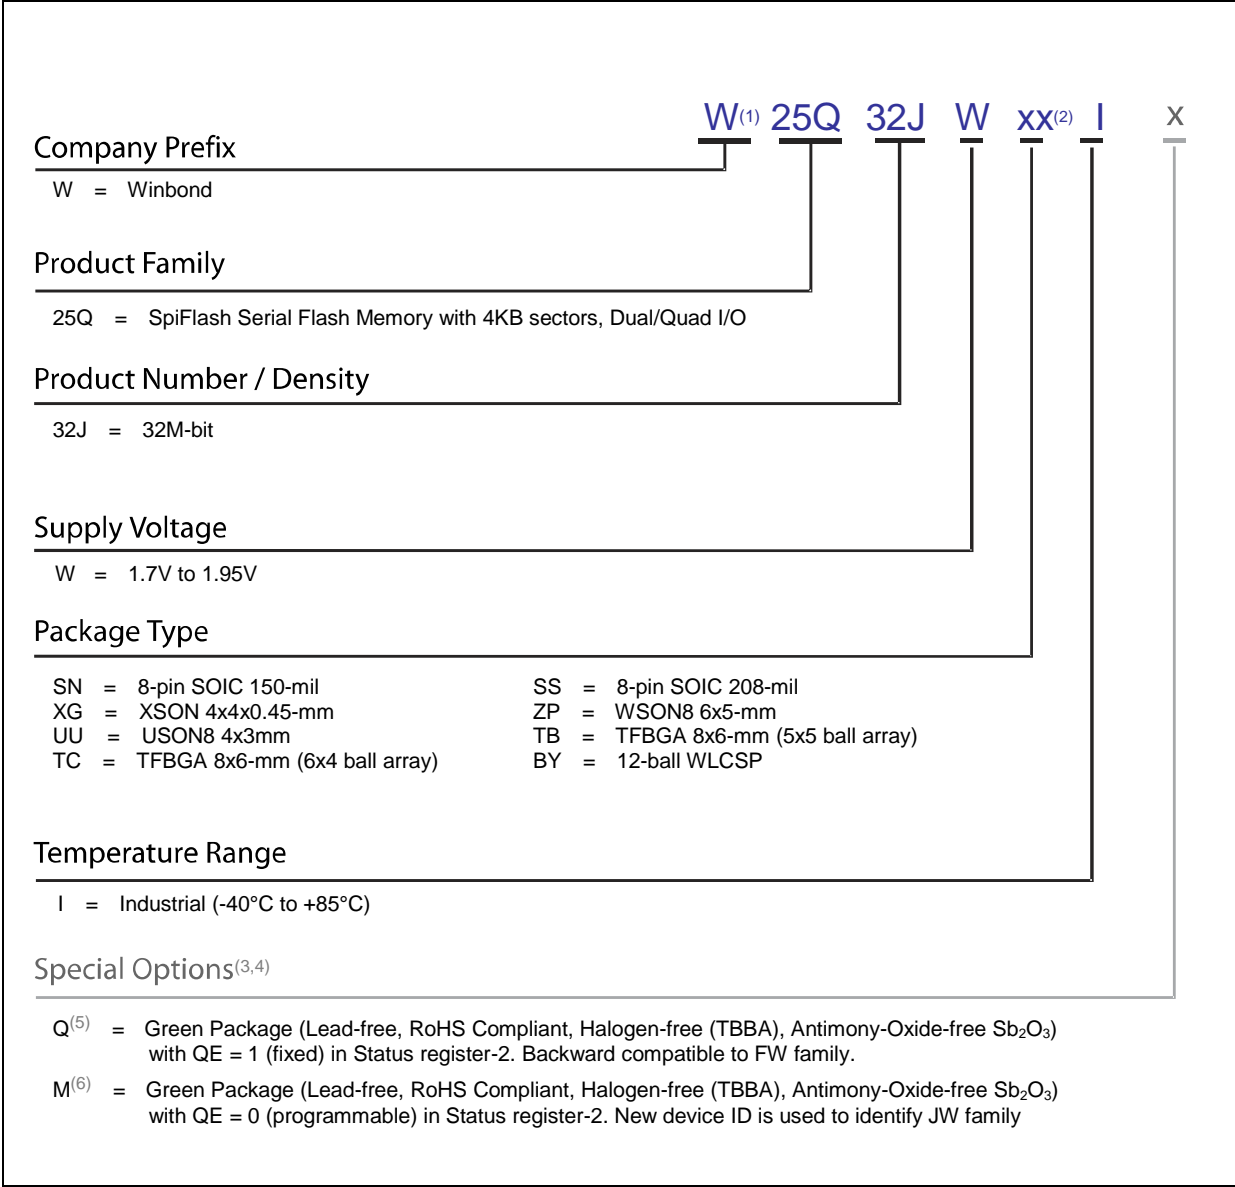 W(1) 25Q 32J W xx(2) I x
Company Prefix
W = Winbond
Product Family
25Q = SpiFlash Serial Flash Memory with 4KB sectors, Dual/Quad I/O
Product Number / Density
32J = 32M-bit
Supply Voltage
W = 1.7V to 1.95V
Package Type
SN = 8-pin SOIC 150-mil SS = 8-pin SOIC 208-mil
XG = XSON 4x4x0.45-mm ZP = WSON8 6x5-mm
UU = USON8 4x3mm TB = TFBGA 8x6-mm (5x5 ball array)
TC = TFBGA 8x6-mm (6x4 ball array) BY = 12-ball WLCSP
Temperature Range
I = Industrial (-40°C to +85°C)
Special Options(3,4)
Q(5) = Green Package (Lead-free, RoHS Compliant, Halogen-free (TBBA), Antimony-Oxide-free Sb₂O₃)
with QE = 1 (fixed) in Status register-2. Backward compatible to FW family.
M(6) = Green Package (Lead-free, RoHS Compliant, Halogen-free (TBBA), Antimony-Oxide-free Sb₂O₃)
with QE = 0 (programmable) in Status register-2. New device ID is used to identify JW family